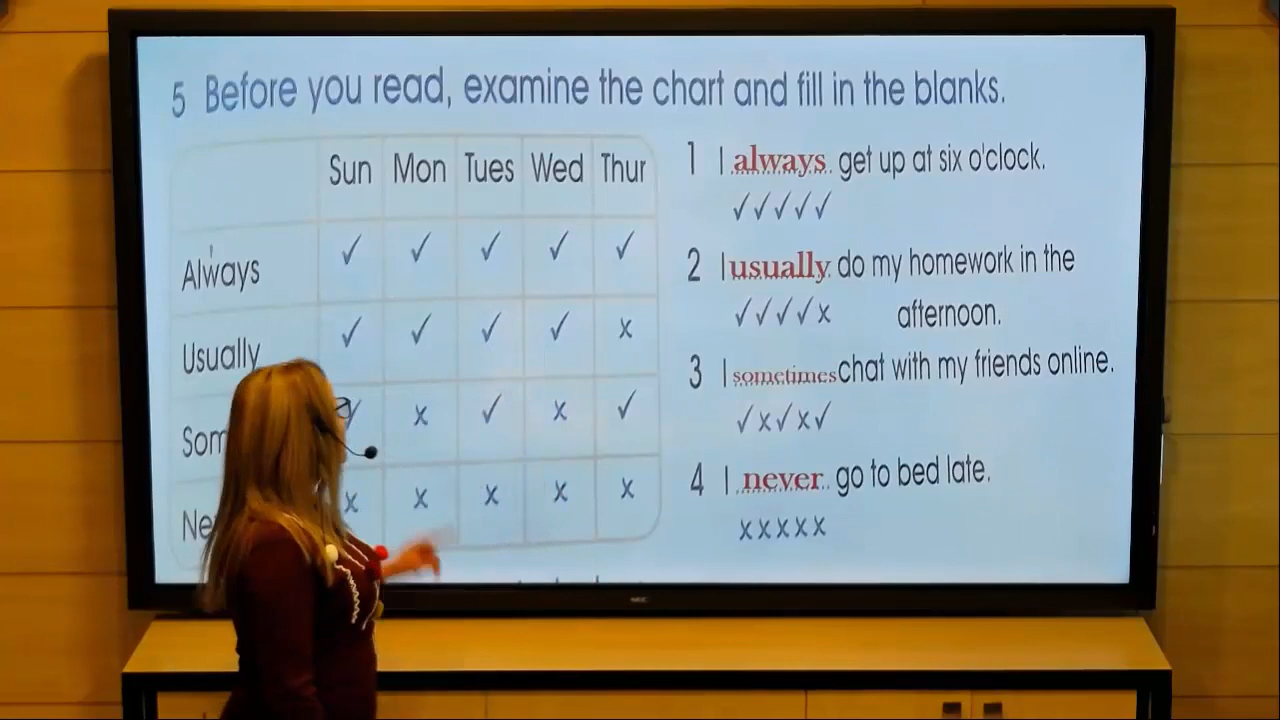 5 Before you read, examine the chart and fill in the blanks.
Sun Mon Tues Wed Thur
Always ✓ ✓ ✓ ✓ ✓
Usually ✓ ✓ ✓ ✓ x
x ✓ x ✓
x x x x x
1 I always get up at six o'clock.
✓✓✓✓✓
2 I usually do my homework in the
✓✓✓✓x afternoon.
3 I sometimes chat with my friends online.
✓x✓x✓
4 I never go to bed late.
xxxxx
NEC